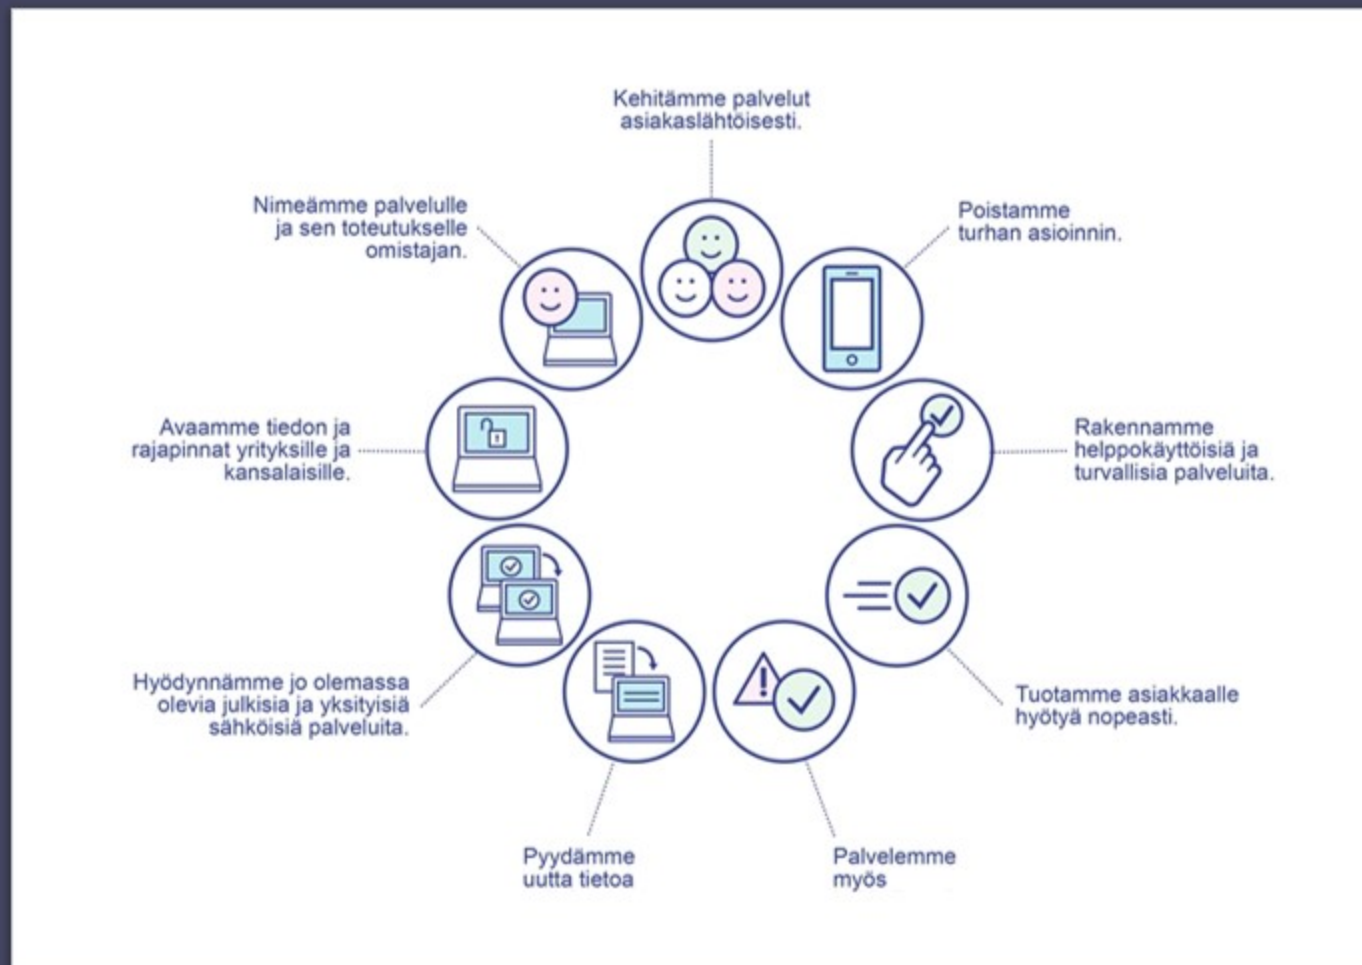 Kehitämme palvelut
asiakaslähtöisesti.
Poistamme
turhan asioinnin.
Rakennamme
helppokäyttöisiä ja
turvallisia palveluita.
Tuotamme asiakkaalle
hyötyä nopeasti.
Palvelemme
myös
Pyydämme
uutta tietoa
Hyödynnämme jo olemassa
olevia julkisia ja yksityisiä
sähköisiä palveluita.
Avaamme tiedon ja
rajapinnat yrityksille ja
kansalaisille.
Nimeämme palvelulle
ja sen toteutukselle
omistajan.